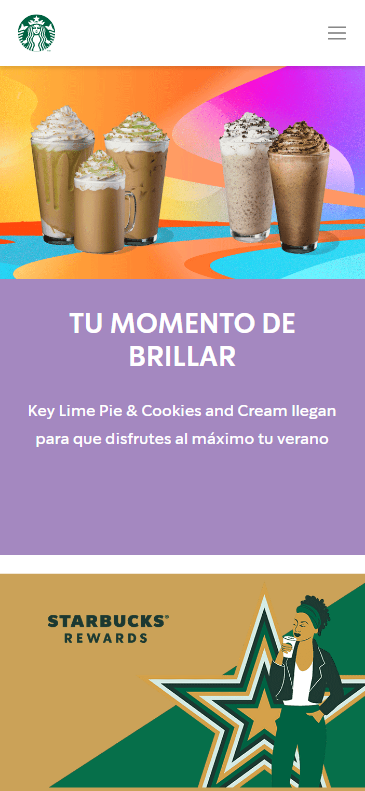 TU MOMENTO DE
BRILLAR
Key Lime Pie & Cookies and Cream llegan
para que disfrutes al máximo tu verano
STARBUCKS®
REWARDS